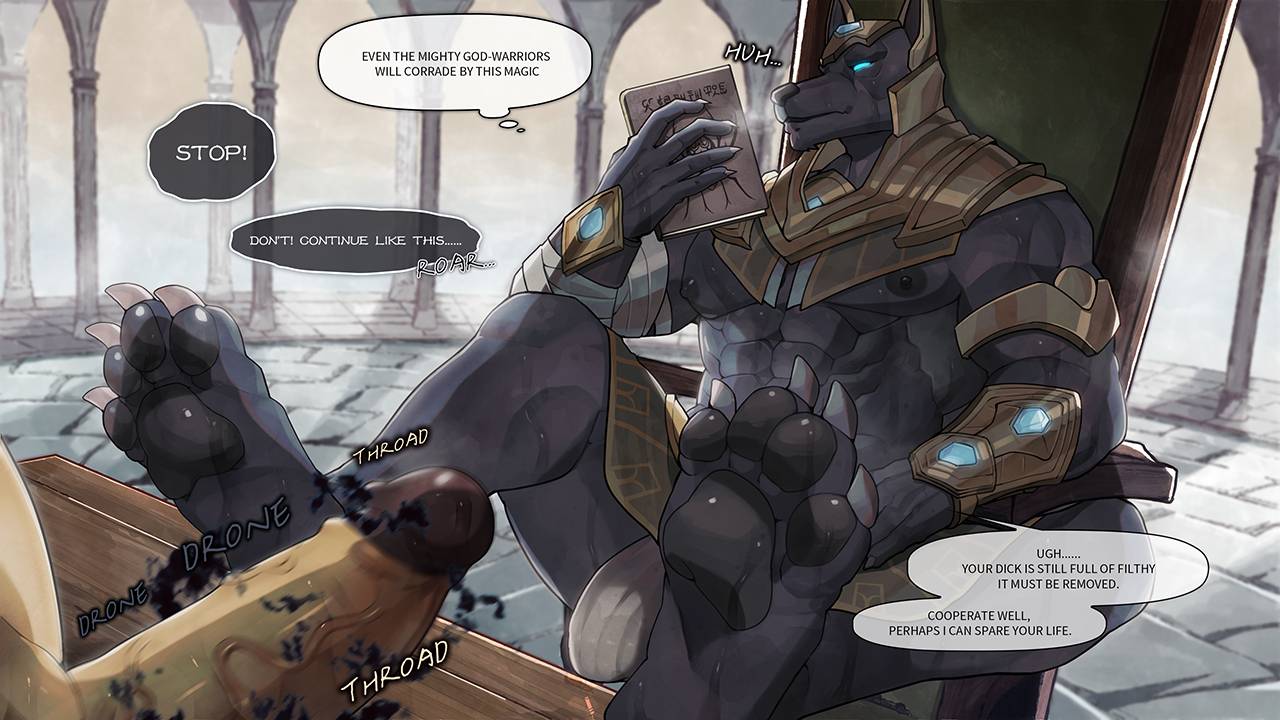 EVEN THE MIGHTY GOD-WARRIORS
WILL CORRADE BY THIS MAGIC
HUH...
STOP!
DON'T! CONTINUE LIKE THIS......
ROAR...
THROAD
DRONE
DRONE
THROAD
UGH......
YOUR DICK IS STILL FULL OF FILTHY
IT MUST BE REMOVED.
COOPERATE WELL,
PERHAPS I CAN SPARE YOUR LIFE.